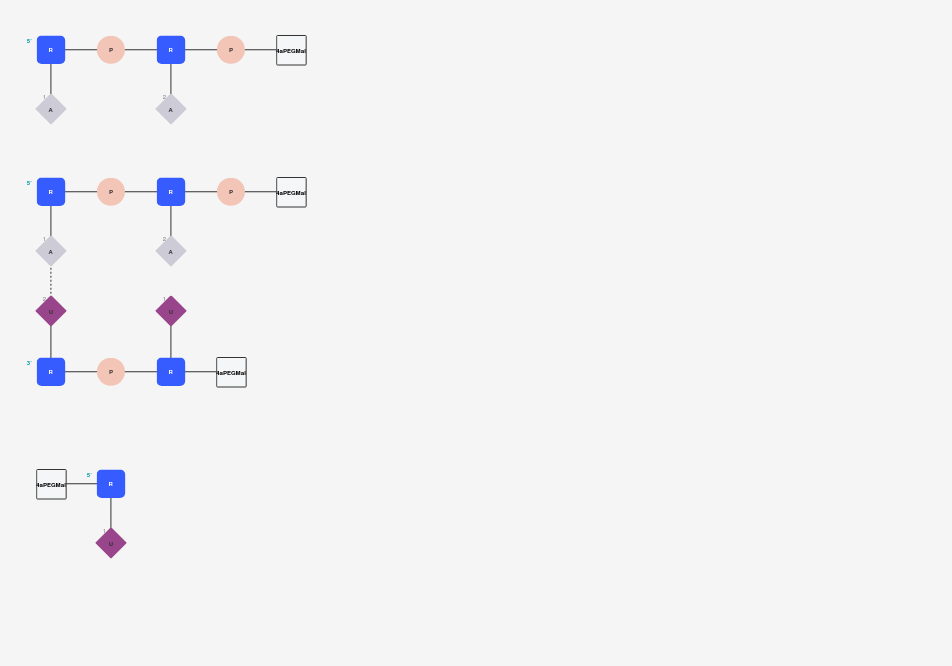 5' R P R P 4aPEGMal
1 A 2 A
5' R P R P 4aPEGMal
1 A 2 A
2 U 1 U
3' R P R 4aPEGMal
4aPEGMal 5' R
1 U